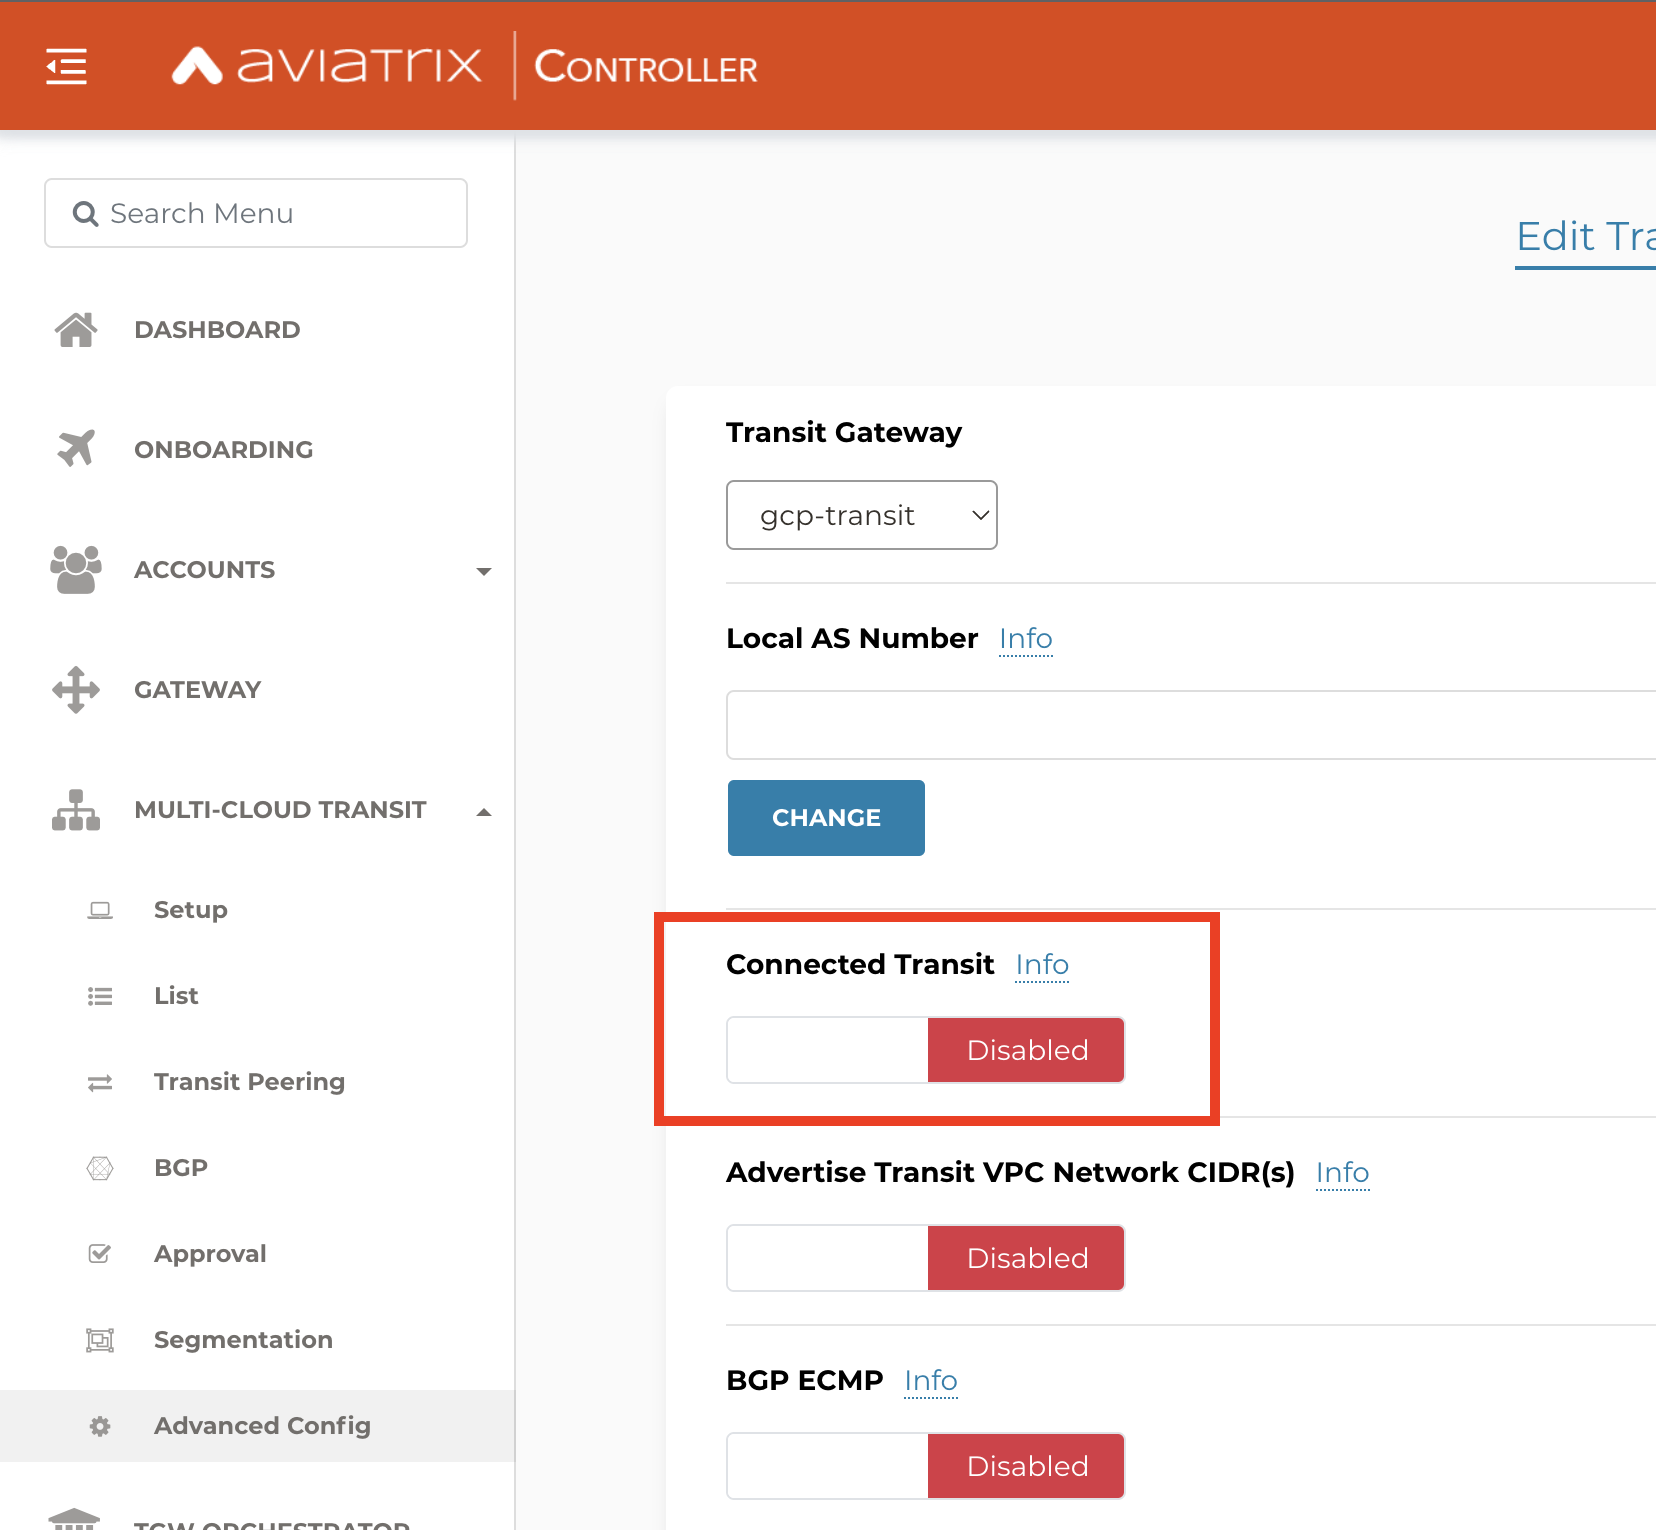 aviatrix CONTROLLER
Search Menu
DASHBOARD
ONBOARDING
ACCOUNTS
GATEWAY
MULTI-CLOUD TRANSIT
Setup
List
Transit Peering
BGP
Approval
Segmentation
Advanced Config
TGW ORCHESTRATOR
Edit Tra
Transit Gateway
gcp-transit
Local AS Number Info
CHANGE
Connected Transit Info
Disabled
Advertise Transit VPC Network CIDR(s) Info
Disabled
BGP ECMP Info
Disabled